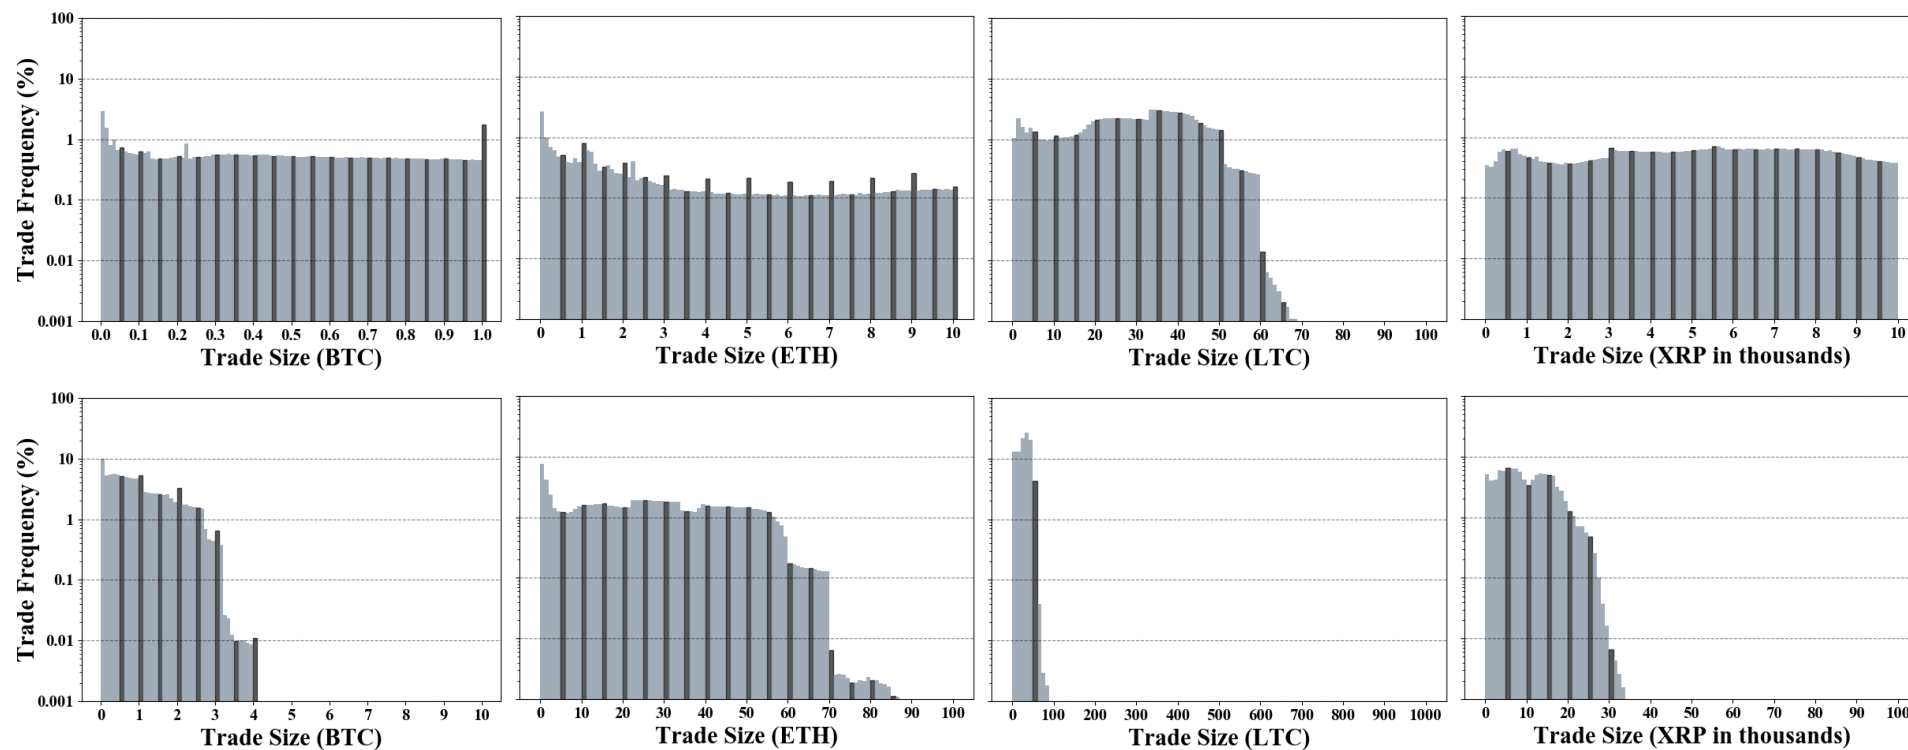 100
10
1
0.1
0.01
0.001
Trade Frequency (%)
0.0 0.1 0.2 0.3 0.4 0.5 0.6 0.7 0.8 0.9 1.0
Trade Size (BTC)
0 1 2 3 4 5 6 7 8 9 10
Trade Size (ETH)
0 10 20 30 40 50 60 70 80 90 100
Trade Size (LTC)
0 1 2 3 4 5 6 7 8 9 10
Trade Size (XRP in thousands)
100
10
1
0.1
0.01
0.001
Trade Frequency (%)
0 1 2 3 4 5 6 7 8 9 10
Trade Size (BTC)
0 10 20 30 40 50 60 70 80 90 100
Trade Size (ETH)
0 100 200 300 400 500 600 700 800 900 1000
Trade Size (LTC)
0 10 20 30 40 50 60 70 80 90 100
Trade Size (XRP in thousands)